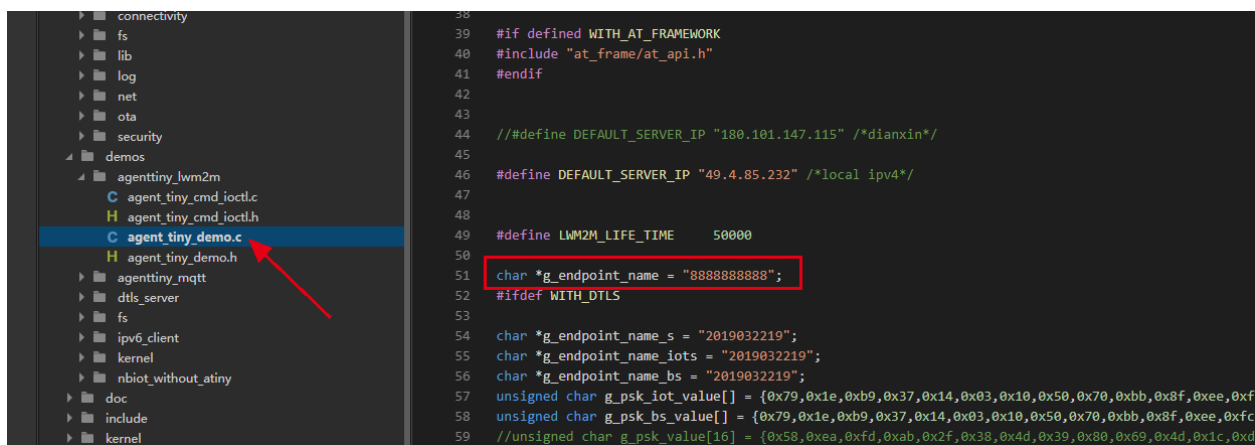 connectivity
fs
lib
log
net
ota
security
demos
agenttiny_lwm2m
C agent_tiny_cmd_ioctl.c
H agent_tiny_cmd_ioctl.h
C agent_tiny_demo.c
H agent_tiny_demo.h
agenttiny_mqtt
dtls_server
fs
ipv6_client
kernel
nbiot_without_atiny
doc
include
kernel
38
39 #if defined WITH_AT_FRAMEWORK
40 #include "at_frame/at_api.h"
41 #endif
42
43
44 //#define DEFAULT_SERVER_IP "180.101.147.115" /*dianxin*/
45
46 #define DEFAULT_SERVER_IP "49.4.85.232" /*local ipv4*/
47
48
49 #define LWM2M_LIFE_TIME 50000
50
51 char *g_endpoint_name = "8888888888";
52 #ifdef WITH_DTLS
53
54 char *g_endpoint_name_s = "2019032219";
55 char *g_endpoint_name_iots = "2019032219";
56 char *g_endpoint_name_bs = "2019032219";
57 unsigned char g_psk_iot_value[] = {0x79,0x1e,0xb9,0x37,0x14,0x03,0x10,0x50,0x70,0xbb,0x8f,0xee,0xf
58 unsigned char g_psk_bs_value[] = {0x79,0x1e,0xb9,0x37,0x14,0x03,0x10,0x50,0x70,0xbb,0x8f,0xee,0xfc
59 //unsigned char g_psk_value[16] = {0x58,0xea,0xfd,0xab,0x2f,0x38,0x4d,0x39,0x80,0x69,0x4d,0x1c,0xd